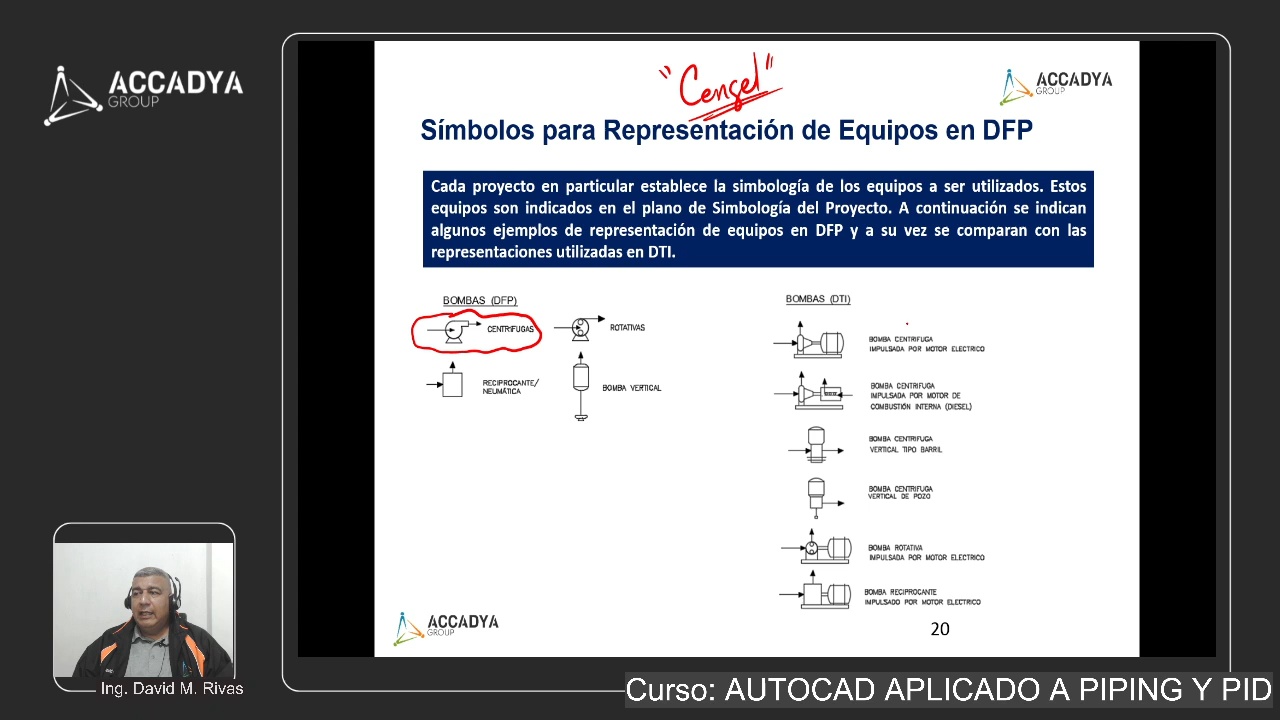 ACCADYA
GROUP
"Cengel"
ACCADYA
GROUP
Símbolos para Representación de Equipos en DFP
Cada proyecto en particular establece la simbología de los equipos a ser utilizados. Estos
equipos son indicados en el plano de Simbología del Proyecto. A continuación se indican
algunos ejemplos de representación de equipos en DFP y a su vez se comparan con las
representaciones utilizadas en DTI.
BOMBAS (DFP)
CENTRIFUGAS
ROTATIVAS
RECIPROCANTE/
NEUMÁTICA
BOMBA VERTICAL
BOMBAS (DTI)
BOMBA CENTRIFUGA
IMPULSADA POR MOTOR ELECTRICO
BOMBA CENTRIFUGA
IMPULSADA POR MOTOR DE
COMBUSTIÓN INTERNA (DIESEL)
BOMBA CENTRIFUGA
VERTICAL TIPO BARRIL
BOMBA CENTRIFUGA
VERTICAL DE POZO
BOMBA ROTATIVA
IMPULSADA POR MOTOR ELECTRICO
BOMBA RECIPROCANTE
IMPULSADO POR MOTOR ELECTRICO
ACCADYA
GROUP
20
Ing. David M. Rivas
Curso: AUTOCAD APLICADO A PIPING Y PID